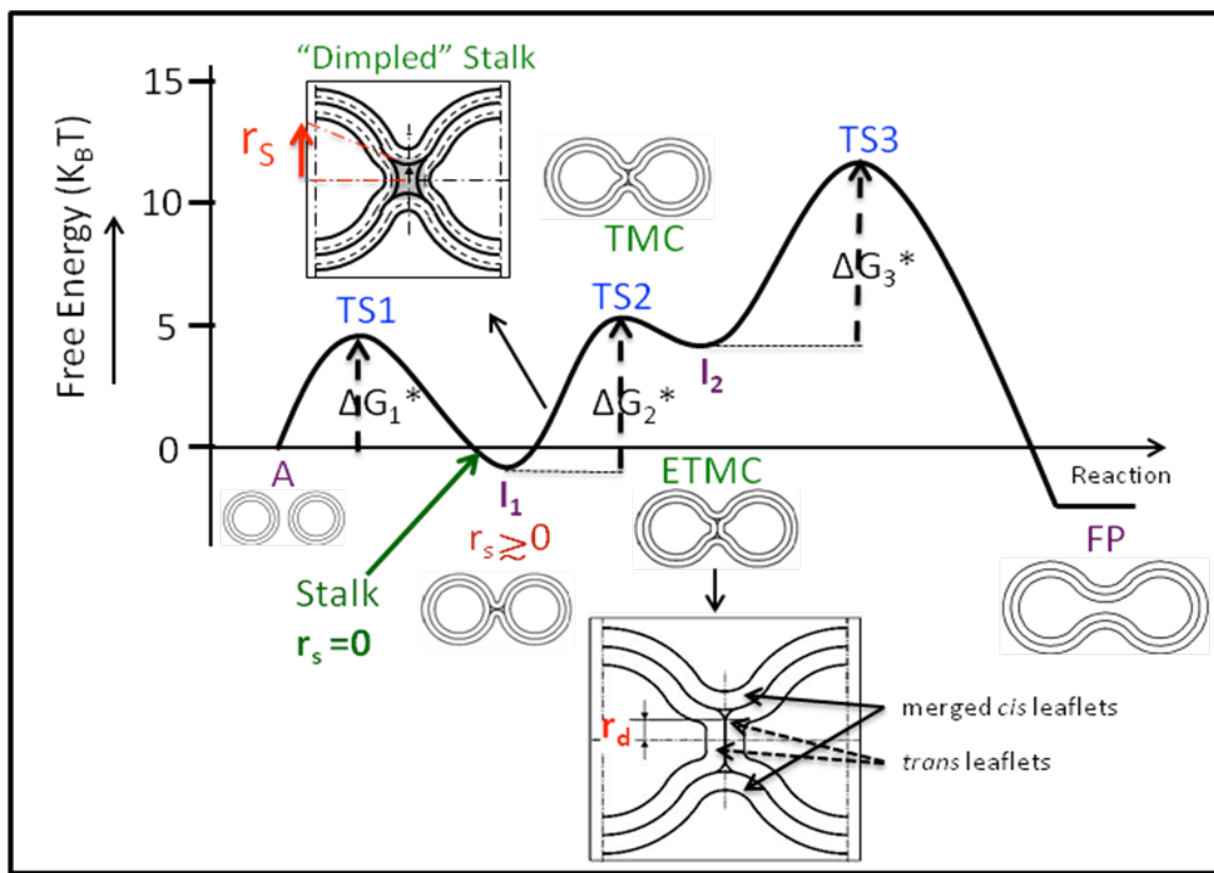 "Dimpled" Stalk
15
r_S
TS3
10
TMC
Free Energy (K_BT)
ΔG_3*
TS1
TS2
5
I_2
ΔG_1*
ΔG_2*
0
A
ETMC
Reaction
I_1
r_s≳0
FP
Stalk
r_s=0
merged cis leaflets
r_d
trans leaflets